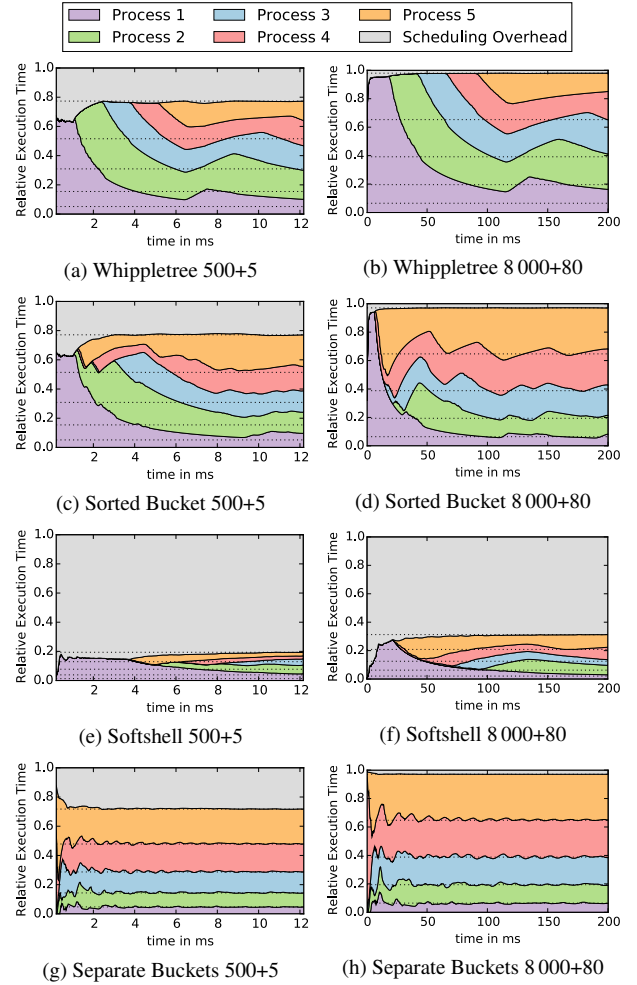 Process 1 Process 3 Process 5
Process 2 Process 4 Scheduling Overhead
Relative Execution Time
1.0
0.8
0.6
0.4
0.2
0.0
2 4 6 8 10 12
time in ms
(a) Whippletree 500+5
Relative Execution Time
1.0
0.8
0.6
0.4
0.2
0.0
0 50 100 150 200
time in ms
(b) Whippletree 8 000+80
Relative Execution Time
1.0
0.8
0.6
0.4
0.2
0.0
2 4 6 8 10 12
time in ms
(c) Sorted Bucket 500+5
Relative Execution Time
1.0
0.8
0.6
0.4
0.2
0.0
0 50 100 150 200
time in ms
(d) Sorted Bucket 8 000+80
Relative Execution Time
1.0
0.8
0.6
0.4
0.2
0.0
2 4 6 8 10 12
time in ms
(e) Softshell 500+5
Relative Execution Time
1.0
0.8
0.6
0.4
0.2
0.0
0 50 100 150 200
time in ms
(f) Softshell 8 000+80
Relative Execution Time
1.0
0.8
0.6
0.4
0.2
0.0
2 4 6 8 10 12
time in ms
(g) Separate Buckets 500+5
Relative Execution Time
1.0
0.8
0.6
0.4
0.2
0.0
0 50 100 150 200
time in ms
(h) Separate Buckets 8 000+80